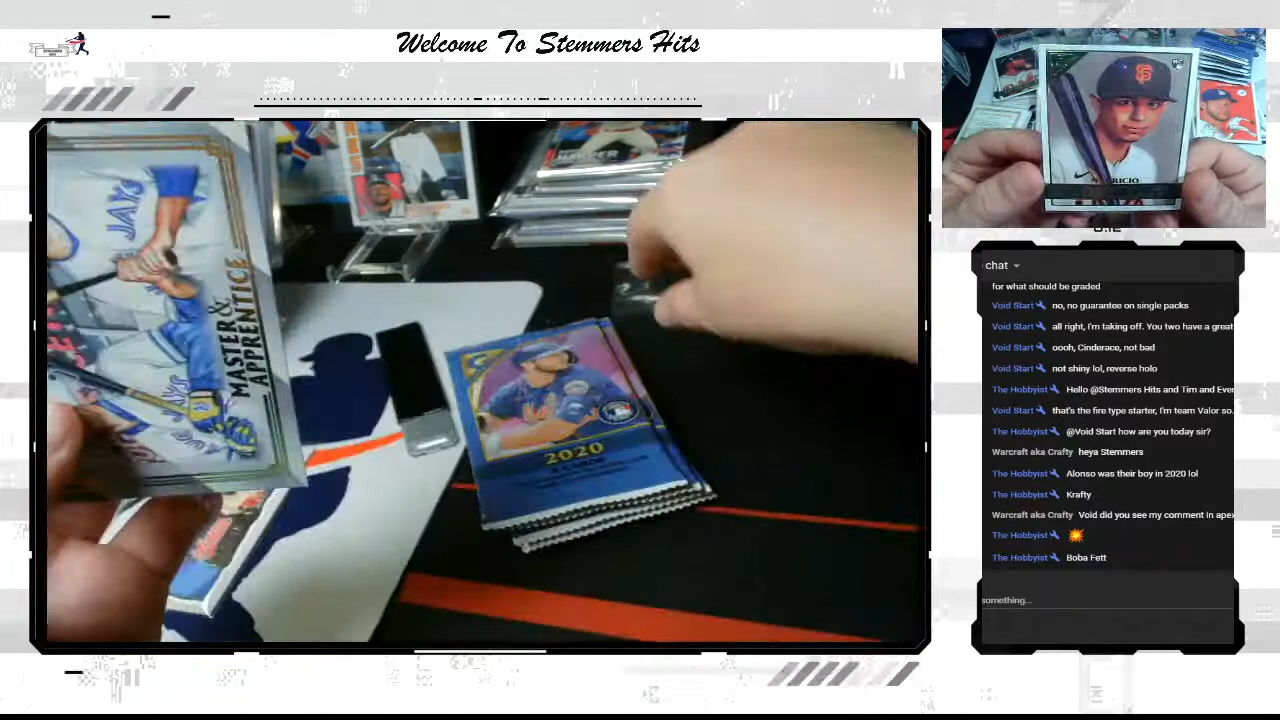 Welcome To Stemmers Hits
JAYS
MASTER &
APPRENTICE
2020
HARPER
chat
for what should be graded
Void Start no, no guarantee on single packs
Void Start all right, I'm taking off. You two have a great
Void Start oooh, Cinderace, not bad
Void Start not shiny lol, reverse holo
The Hobbyist Hello @Stemmers Hits and Tim and Ever
Void Start that's the fire type starter, I'm team Valor so.
The Hobbyist @Void Start how are you today sir?
Warcraft aka Crafty heya Stemmers
The Hobbyist Alonso was their boy in 2020 lol
The Hobbyist Krafty
Warcraft aka Crafty Void did you see my comment in apex
The Hobbyist 💥
The Hobbyist Boba Fett
something...